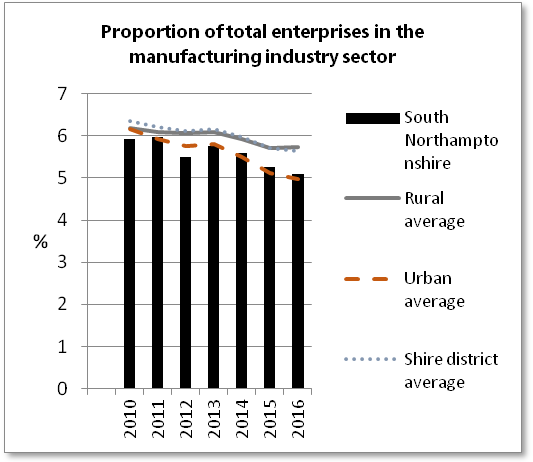 Proportion of total enterprises in the
manufacturing industry sector
7
6
5
4
3
2
1
0
%
2010
2011
2012
2013
2014
2015
2016
South
Northampto
nshire
Rural
average
Urban
average
Shire district
average